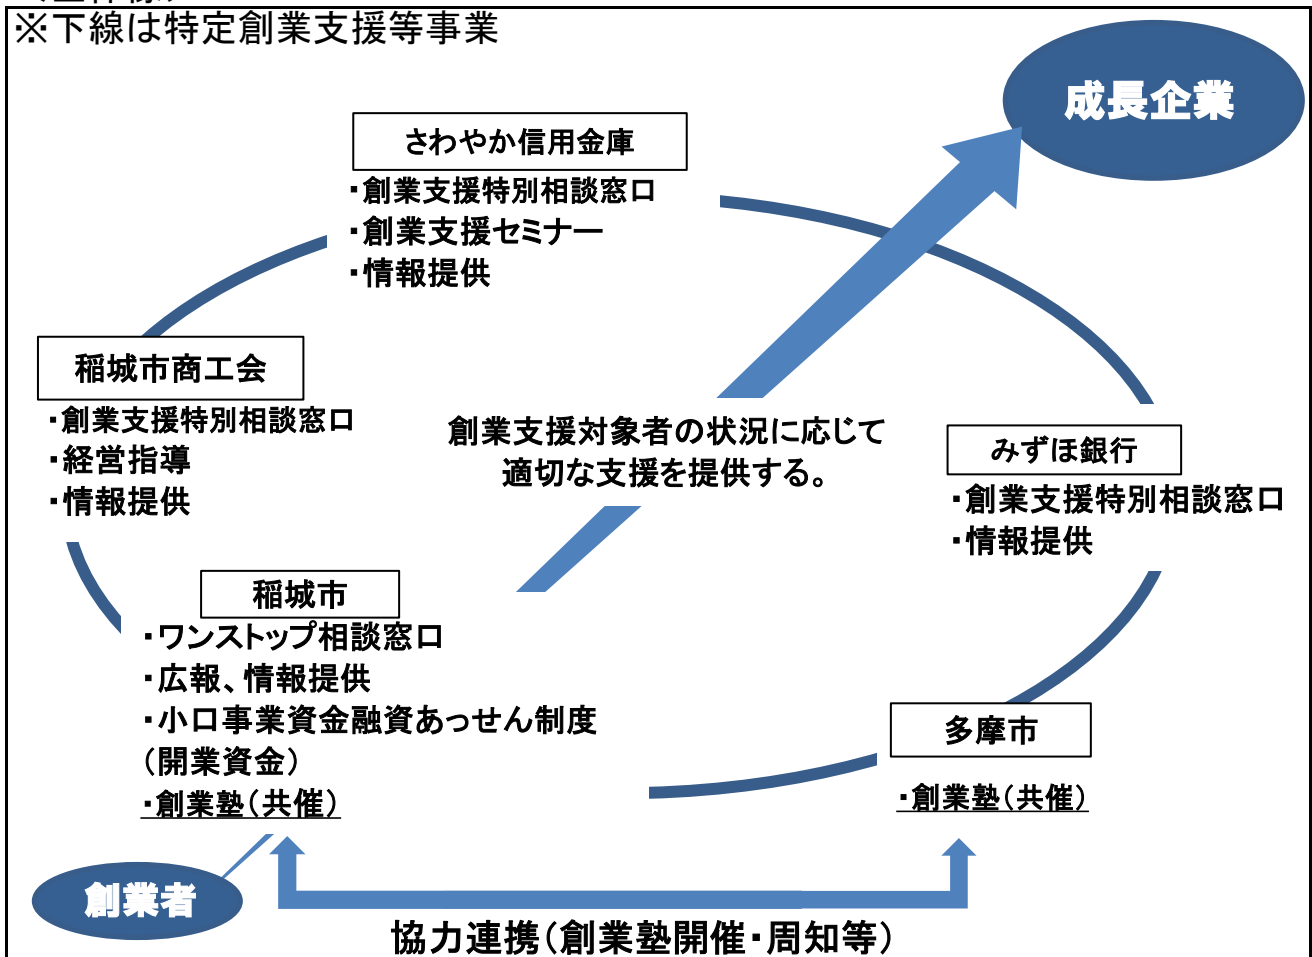 ※下線は特定創業支援等事業
成長企業
さわやか信用金庫
・創業支援特別相談窓口
・創業支援セミナー
・情報提供
稲城市商工会
・創業支援特別相談窓口
・経営指導
・情報提供
創業支援対象者の状況に応じて
適切な支援を提供する。
みずほ銀行
・創業支援特別相談窓口
・情報提供
稲城市
・ワンストップ相談窓口
・広報、情報提供
・小口事業資金融資あっせん制度
（開業資金）
・創業塾（共催）
多摩市
・創業塾（共催）
創業者
協力連携（創業塾開催・周知等）